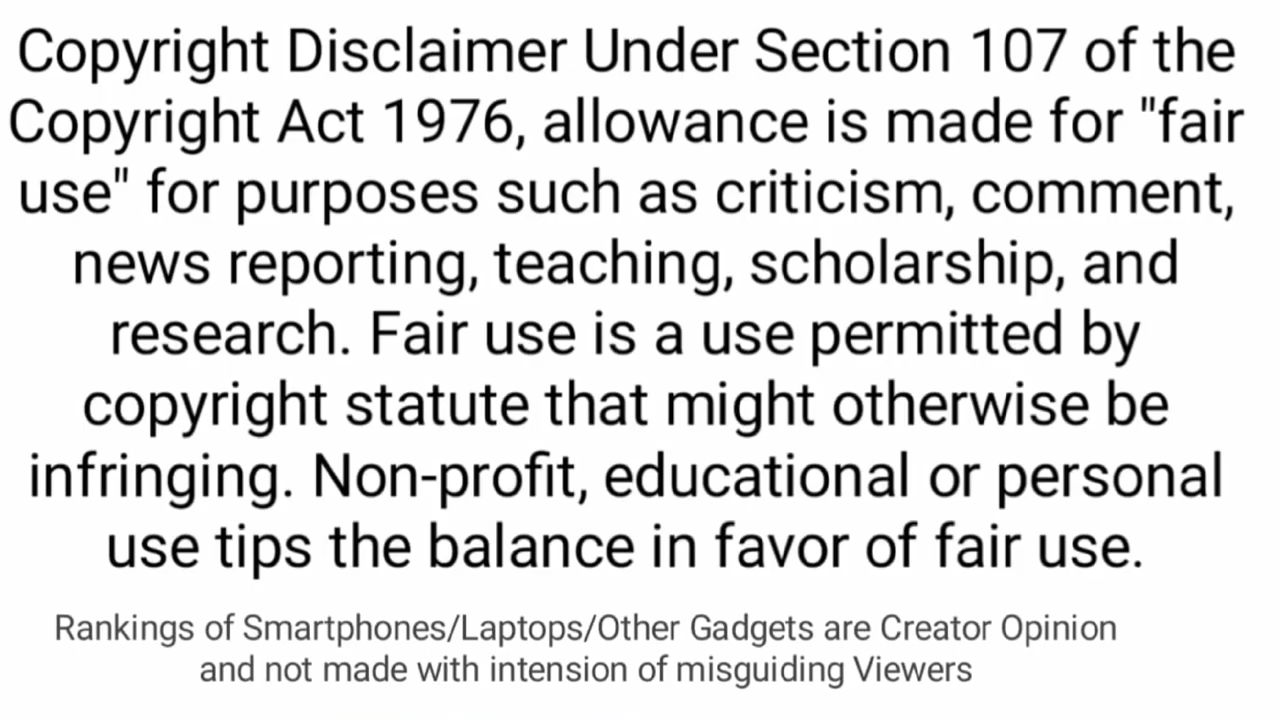 Copyright Disclaimer Under Section 107 of the
Copyright Act 1976, allowance is made for "fair
use" for purposes such as criticism, comment,
news reporting, teaching, scholarship, and
research. Fair use is a use permitted by
copyright statute that might otherwise be
infringing. Non-profit, educational or personal
use tips the balance in favor of fair use.
Rankings of Smartphones/Laptops/Other Gadgets are Creator Opinion
and not made with intension of misguiding Viewers